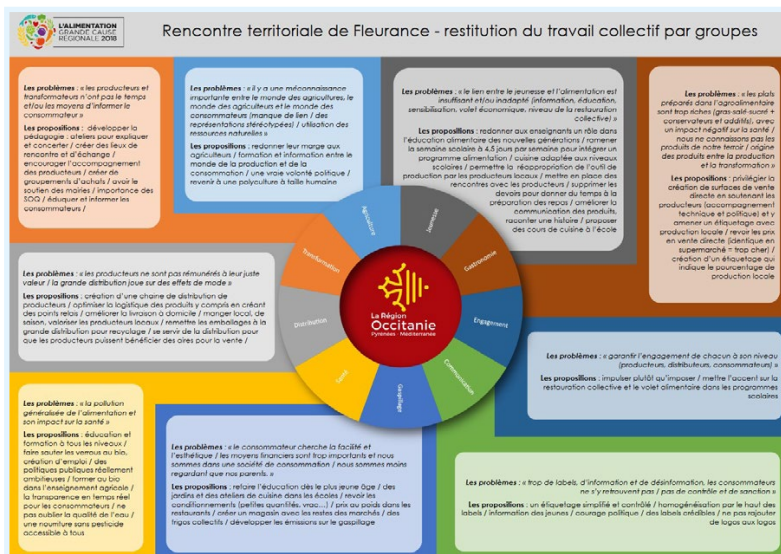 L'ALIMENTATION
GRANDE CAUSE
RÉGIONALE 2018
Rencontre territoriale de Fleurance - restitution du travail collectif par groupes
Les problèmes : « les producteurs et
transformateurs n'ont pas le temps
et/ou les moyens d'informer le
consommateur »
Les propositions : développer la
pédagogie : ateliers pour expliquer
et concerter / créer des lieux de
rencontre et d'échange /
encourager l'accompagnement
des producteurs / créer de
groupements d'achats / avoir le
soutien des mairies / importance des
SOQ / éduquer et informer les
consommateurs /
Les problèmes : « il y a une méconnaissance
importante entre le monde des agricultures, le monde
des agriculteurs et le monde des
consommateurs (manque de lien / des
représentations stéréotypées) / utilisation des
ressources naturelles »
Les propositions : redonner leur marge aux
agriculteurs / formation et information entre
le monde de la production et de la
consommation / une vraie volonté politique /
revenir à une polyculture à taille humaine
Les problèmes : « le lien entre le jeunesse et l'alimentation est
insuffisant et/ou inadapté (information, éducation,
sensibilisation, volet économique, niveau de la restauration
collective) »
Les propositions : redonner aux enseignants un rôle dans
l'éducation alimentaire des nouvelles générations / ramener
la semaine scolaire à 4,5 jours par semaine pour intégrer un
programme alimentation / cuisine adaptée aux niveaux
scolaires / permettre la réappropriation de l'outil de
production par les producteurs locaux / mettre en place des
rencontres avec les producteurs / supprimer les
devoirs pour donner du temps à la
préparation des repas / améliorer la
communication des produits,
raconter une histoire / proposer
des cours de cuisine à l'école
Les problèmes : « les plats
préparés dans l'agroalimentaire
sont trop riches (gras-salé-sucré +
conservateurs et additifs), avec
un impact négatif sur la santé /
nous ne connaissons pas les
produits de notre terroir / origine
des produits entre la production
et la transformation »
Les propositions : privilégier la
création de surfaces de vente
directe en soutenant les
producteurs (accompagnement
technique et politique) et y
amener un étiquetage avec
production locale / revoir les prix
en vente directe (identique en
supermarché = trop cher) /
création d'un étiquetage qui
indique le pourcentage de
production locale
Agriculture
Jeunesse
Transformation
Gastronomie
Distribution
Engagement
Santé
Communication
Gaspillage
La Région
Occitanie
Pyrénées - Méditerranée
Les problèmes : « les producteurs ne sont pas rémunérés à leur juste
valeur / la grande distribution joue sur des effets de mode »
Les propositions : création d'une chaine de distribution de
producteurs / optimiser la logistique des produits y compris en créant
des points relais / améliorer la livraison à domicile / manger local, de
saison, valoriser les producteurs locaux / remettre les emballages à la
grande distribution pour recyclage / se servir de la distribution pour
que les producteurs puissent bénéficier des aires pour la vente /
Les problèmes : « garantir l'engagement de chacun à son niveau
(producteurs, distributeurs, consommateurs) »
Les propositions : impulser plutôt qu'imposer / mettre l'accent sur la
restauration collective et le volet alimentaire dans les programmes
scolaires
Les problèmes : « la pollution
généralisée de l'alimentation et
son impact sur la santé »
Les propositions : éducation et
formation à tous les niveaux /
faire sauter les verrous au bio,
création d'emploi / des
politiques publiques réellement
ambitieuses / former au bio
dans l'enseignement agricole /
la transparence en temps réel
pour les consommateurs / ne
pas oublier la qualité de l'eau /
une nourriture sans pesticide
accessible à tous
Les problèmes : « le consommateur cherche la facilité et
l'esthétique / les moyens financiers sont trop importants et nous
sommes dans une société de consommation / nous sommes moins
regardant que nos parents. »
Les propositions : refaire l'éducation dès le plus jeune âge / des
jardins et des ateliers de cuisine dans les écoles / revoir les
conditionnements (petites quantités, vrac...) / prix au poids dans les
restaurants / créer un magasin avec les restes des marchés / des
frigos collectifs / développer les émissions sur le gaspillage
Les problèmes : « trop de labels, d'information et de désinformation, les consommateurs
ne s'y retrouvent pas / pas de contrôle et de sanction »
Les propositions : un étiquetage simplifié et contrôlé / homogénéisation par le haut des
labels / information des jeunes / courage politique / des labels crédibles / ne pas rajouter
de logos aux logos